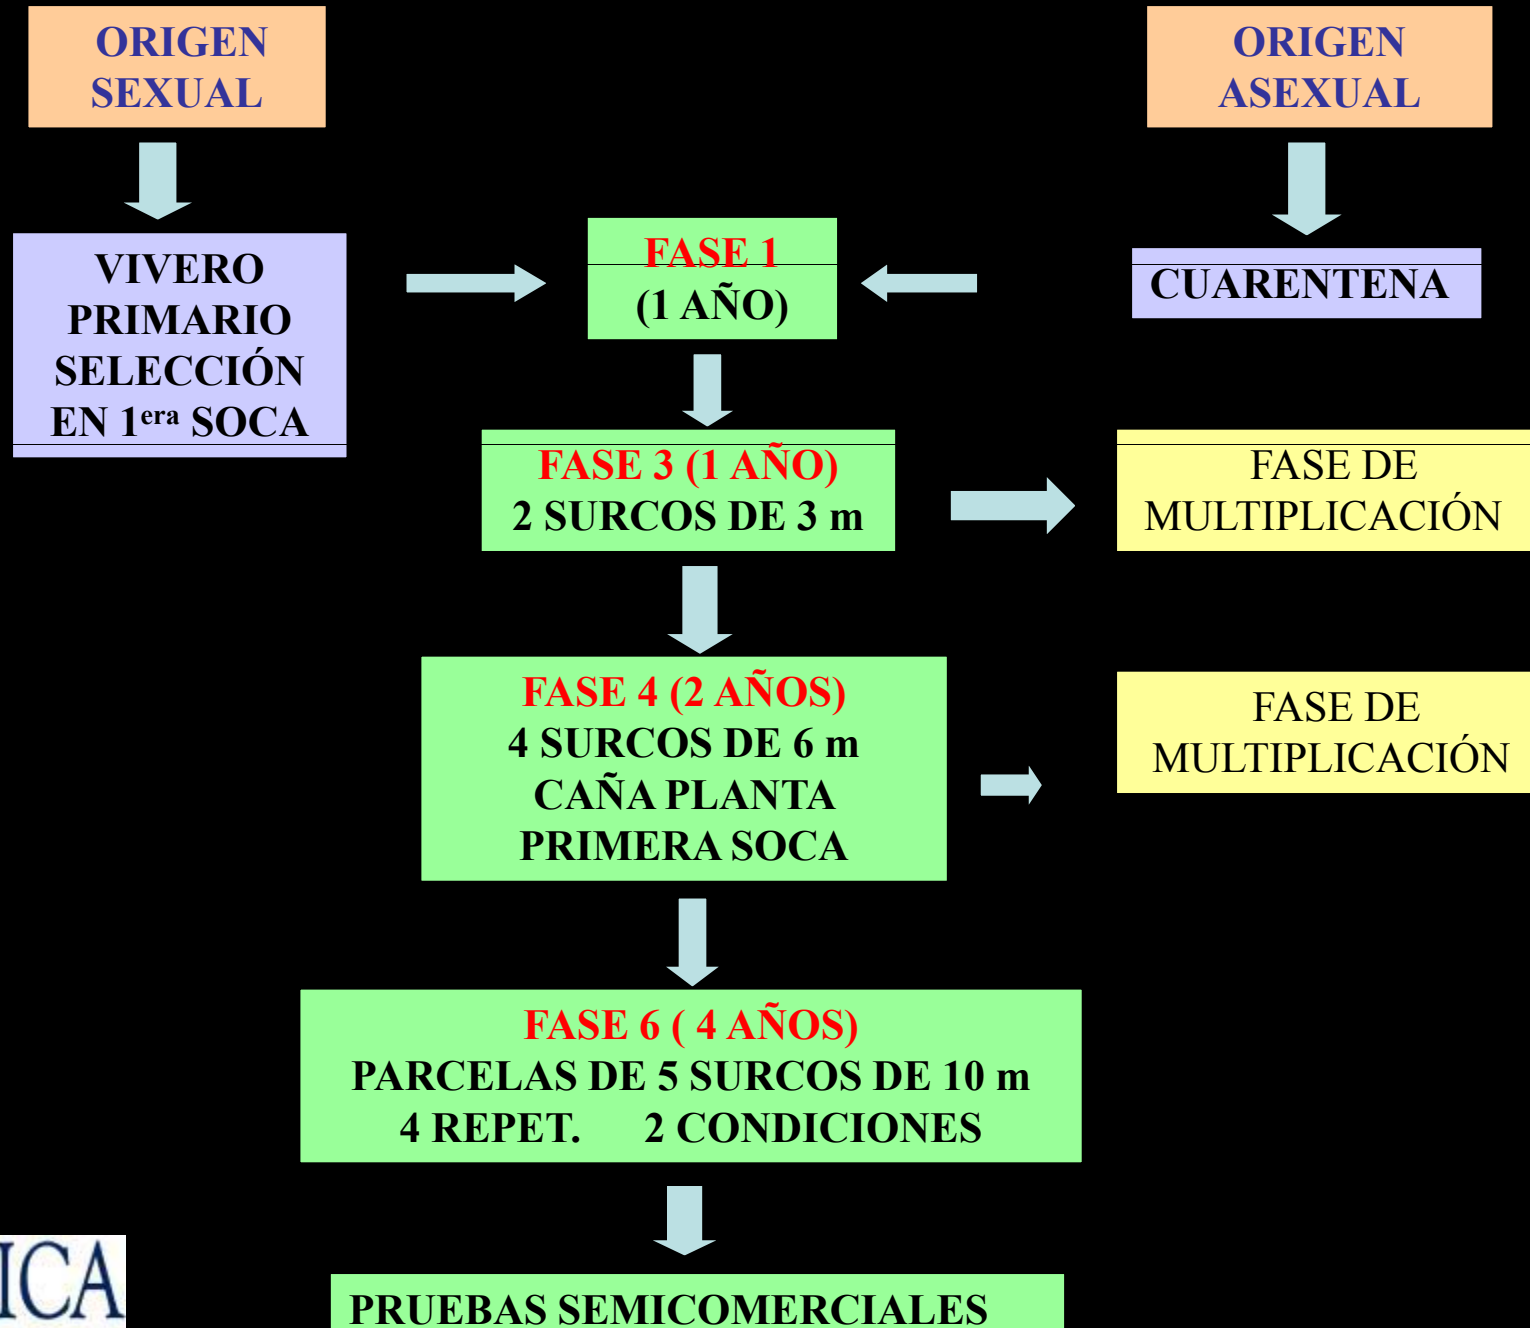 ORIGEN
SEXUAL
ORIGEN
ASEXUAL
VIVERO
PRIMARIO
SELECCIÓN
EN 1era SOCA
FASE 1
(1 AÑO)
CUARENTENA
FASE 3 (1 AÑO)
2 SURCOS DE 3 m
FASE DE
MULTIPLICACIÓN
FASE 4 (2 AÑOS)
4 SURCOS DE 6 m
CAÑA PLANTA
PRIMERA SOCA
FASE DE
MULTIPLICACIÓN
FASE 6 ( 4 AÑOS)
PARCELAS DE 5 SURCOS DE 10 m
4 REPET. 2 CONDICIONES
ICA
PRUEBAS SEMICOMERCIALES